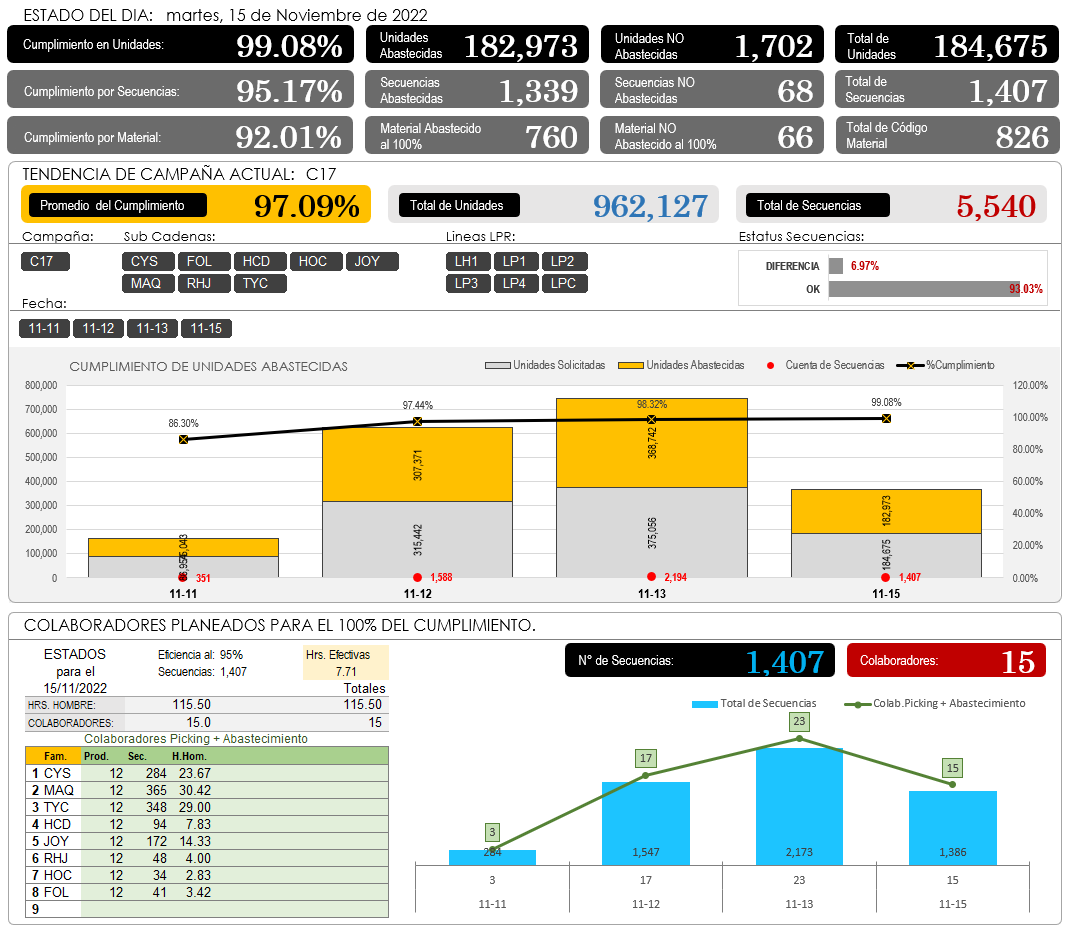 ESTADO DEL DIA: martes, 15 de Noviembre de 2022
Cumplimiento en Unidades: 99.08% Unidades Abastecidas 182,973 Unidades NO Abastecidas 1,702 Total de Unidades 184,675
Cumplimiento por Secuencias: 95.17% Secuencias Abastecidas 1,339 Secuencias NO Abastecidas 68 Total de Secuencias 1,407
Cumplimiento por Material: 92.01% Material Abastecido al 100% 760 Material NO Abastecido al 100% 66 Total de Código Material 826
TENDENCIA DE CAMPAÑA ACTUAL: C17
Promedio del Cumplimiento 97.09% Total de Unidades 962,127 Total de Secuencias 5,540
Campaña: Sub Cadenas: Lineas LPR: Estatus Secuencias:
C17 CYS FOL HCD HOC JOY LH1 LP1 LP2
MAQ RHJ TYC LP3 LP4 LPC
DIFERENCIA 6.97%
OK 93.03%
Fecha:
11-11 11-12 11-13 11-15
CUMPLIMIENTO DE UNIDADES ABASTECIDAS
Unidades Solicitadas Unidades Abastecidas Cuenta de Secuencias %Cumplimiento
800,000 120.00%
700,000
600,000 100.00%
500,000 80.00%
400,000 60.00%
300,000 40.00%
200,000
100,000 20.00%
0 0.00%
86.30% 97.44% 98.32% 99.08%
307,371 368,742 182,973
315,442 375,056 184,675
351 1,588 2,194 1,407
11-11 11-12 11-13 11-15
COLABORADORES PLANEADOS PARA EL 100% DEL CUMPLIMIENTO.
ESTADOS para el 15/11/2022
Eficiencia al: 95%
Secuencias: 1,407
Hrs. Efectivas
7.71
Totales
HRS. HOMBRE: 115.50 115.50
COLABORADORES: 15.0 15
Colaboradores Picking + Abastecimiento
Fam. Prod. Sec. H.Hom.
1 CYS 12 284 23.67
2 MAQ 12 365 30.42
3 TYC 12 348 29.00
4 HCD 12 94 7.83
5 JOY 12 172 14.33
6 RHJ 12 48 4.00
7 HOC 12 34 2.83
8 FOL 12 41 3.42
9
N° de Secuencias: 1,407 Colaboradores: 15
Total de Secuencias Colab.Picking + Abastecimiento
3 17 23 15
284 1,547 2,173 1,386
3 17 23 15
11-11 11-12 11-13 11-15